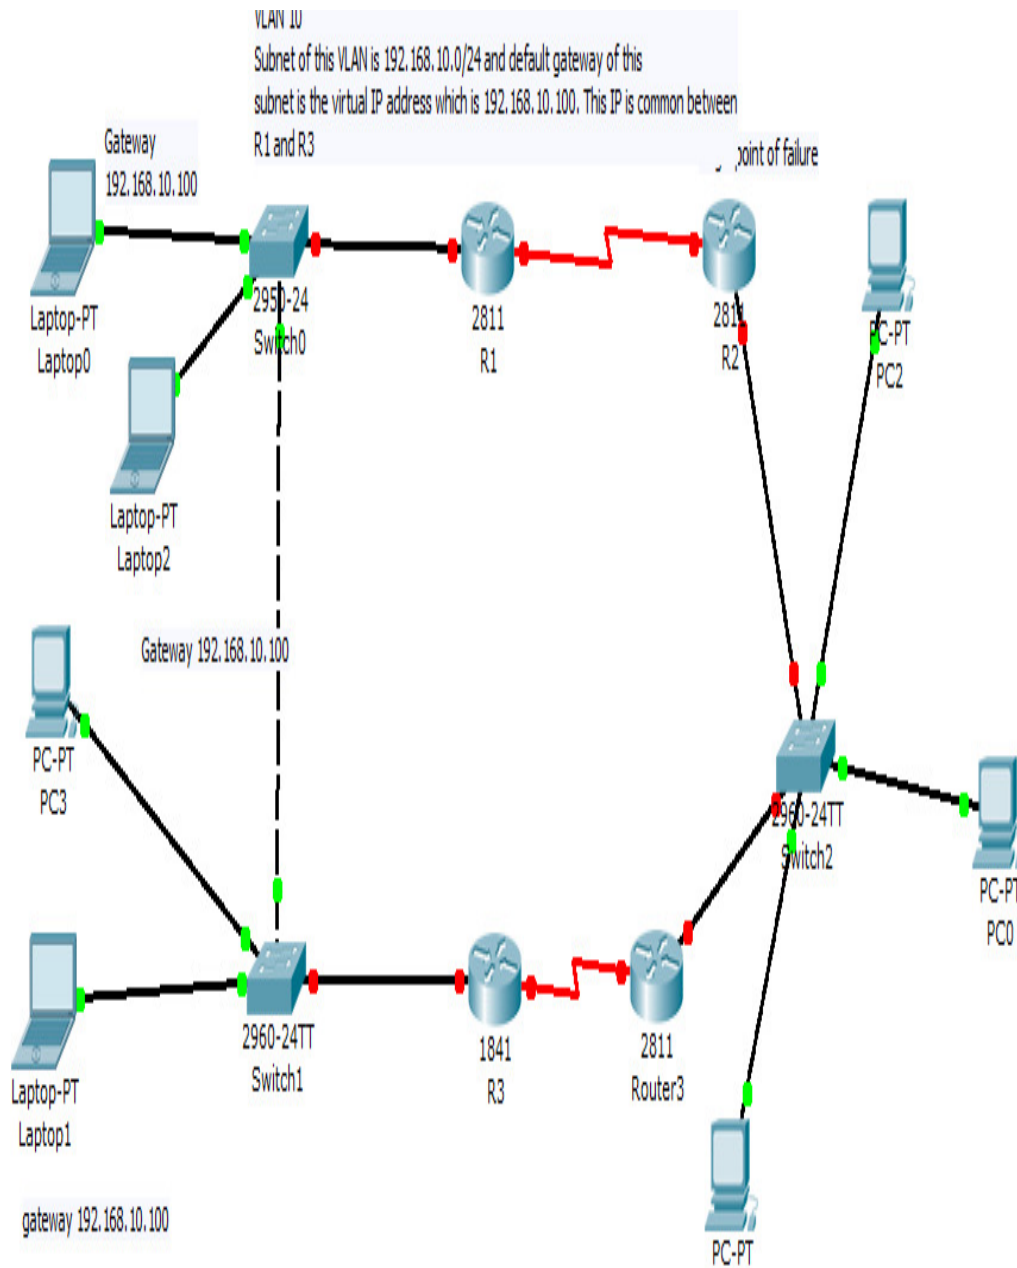 VLAN 10
Subnet of this VLAN is 192.168.10.0/24 and default gateway of this
subnet is the virtual IP address which is 192.168.10.100. This IP is common between
R1 and R3
point of failure
Gateway
192.168.10.100
Laptop-PT
Laptop0
2950-24
Switch0
2811
R1
2811
R2
PC-PT
PC2
Laptop-PT
Laptop2
Gateway 192.168.10.100
PC-PT
PC3
2960-24TT
Switch2
PC-PT
PC0
2960-24TT
Switch1
1841
R3
2811
Router3
Laptop-PT
Laptop1
gateway 192.168.10.100
PC-PT